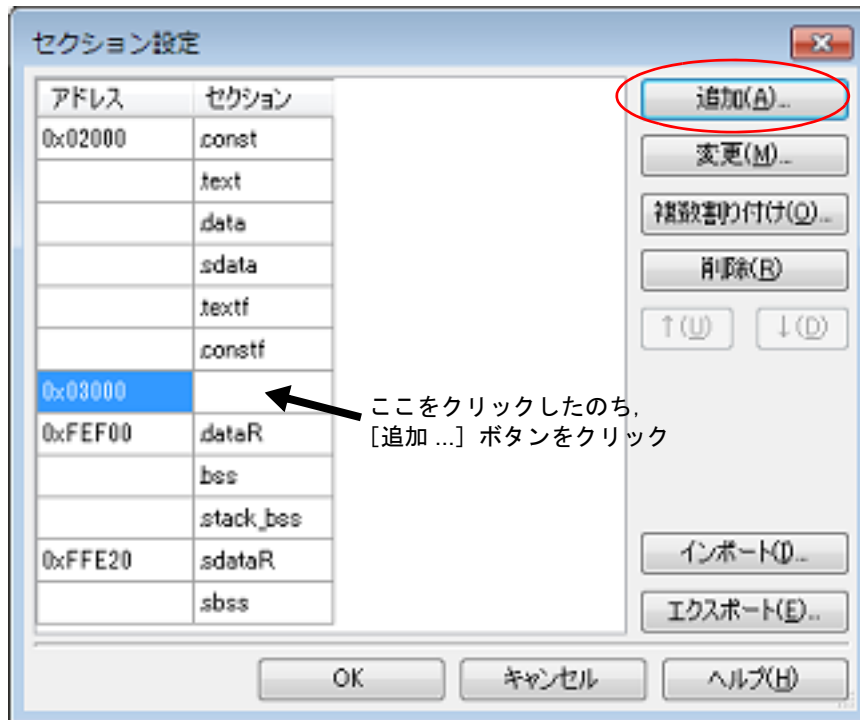 セクション設定
アドレス セクション
0x02000 .const
.text
.data
.sdata
.textf
.constf
0x03000
0xFEF00 .dataR
.bss
.stack_bss
0xFFE20 .sdataR
.sbss
追加(A)...
変更(M)...
複数割り付け(O)...
削除(R)
↑(U) ↓(D)
ここをクリックしたのち,
[追加 ...] ボタンをクリック
インポート(I)...
エクスポート(E)...
OK キャンセル ヘルプ(H)